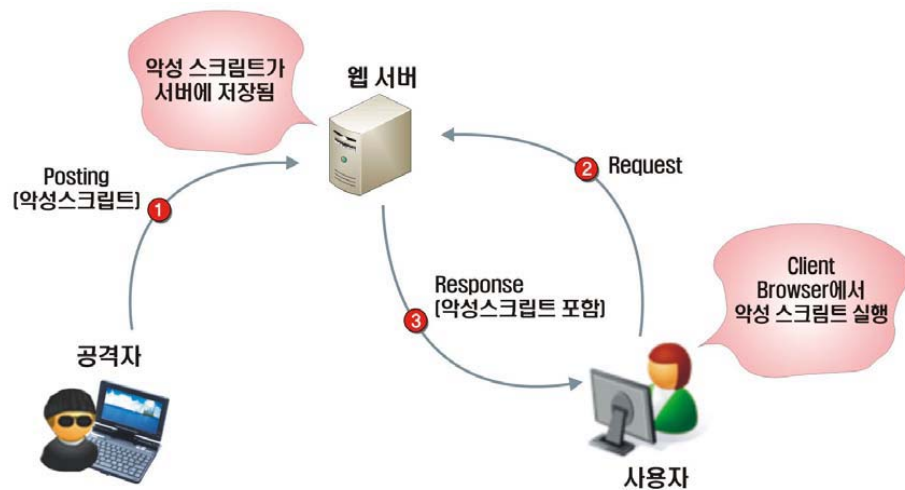 악성 스크림트가
서버에 저장됨
웹 서버
Posting
(악성스크립트)
1
2
Request
Response
(악성스크립트 포함)
3
Client
Browser에서
악성 스크림트 실행
공격자
사용자